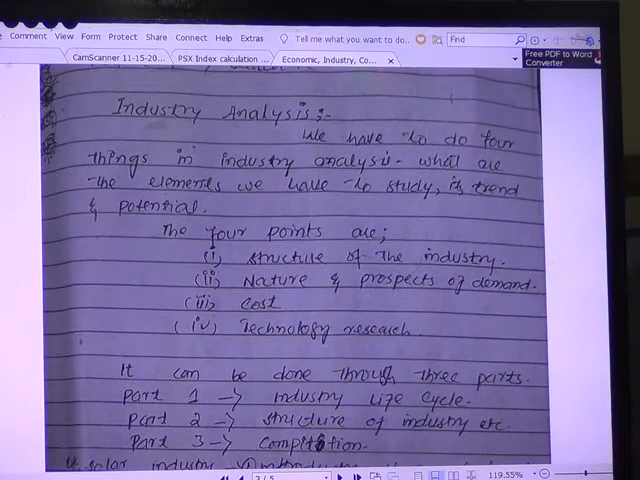 Comment View Form Protect Share Connect Help Extras Tell me what you want to do.. Find
CamScanner 11-15-20... PSX Index calculation ... Economic, Industry, Co...
Free PDF to Word
Converter
Industry Analysis;-
We have to do four
things in industry analysis. what are
the elements we have to study, its trend
& potential.
The four points are;
(i) structure of the industry.
(ii) Nature & prospects of demand.
(iii) cost
(iv) Technology research.
It can be done through three parts.
Part 1 -> industry life cycle.
Part 2 -> structure of industry etc.
Part 3 -> compitition.
solar industry
2/5 119.55%